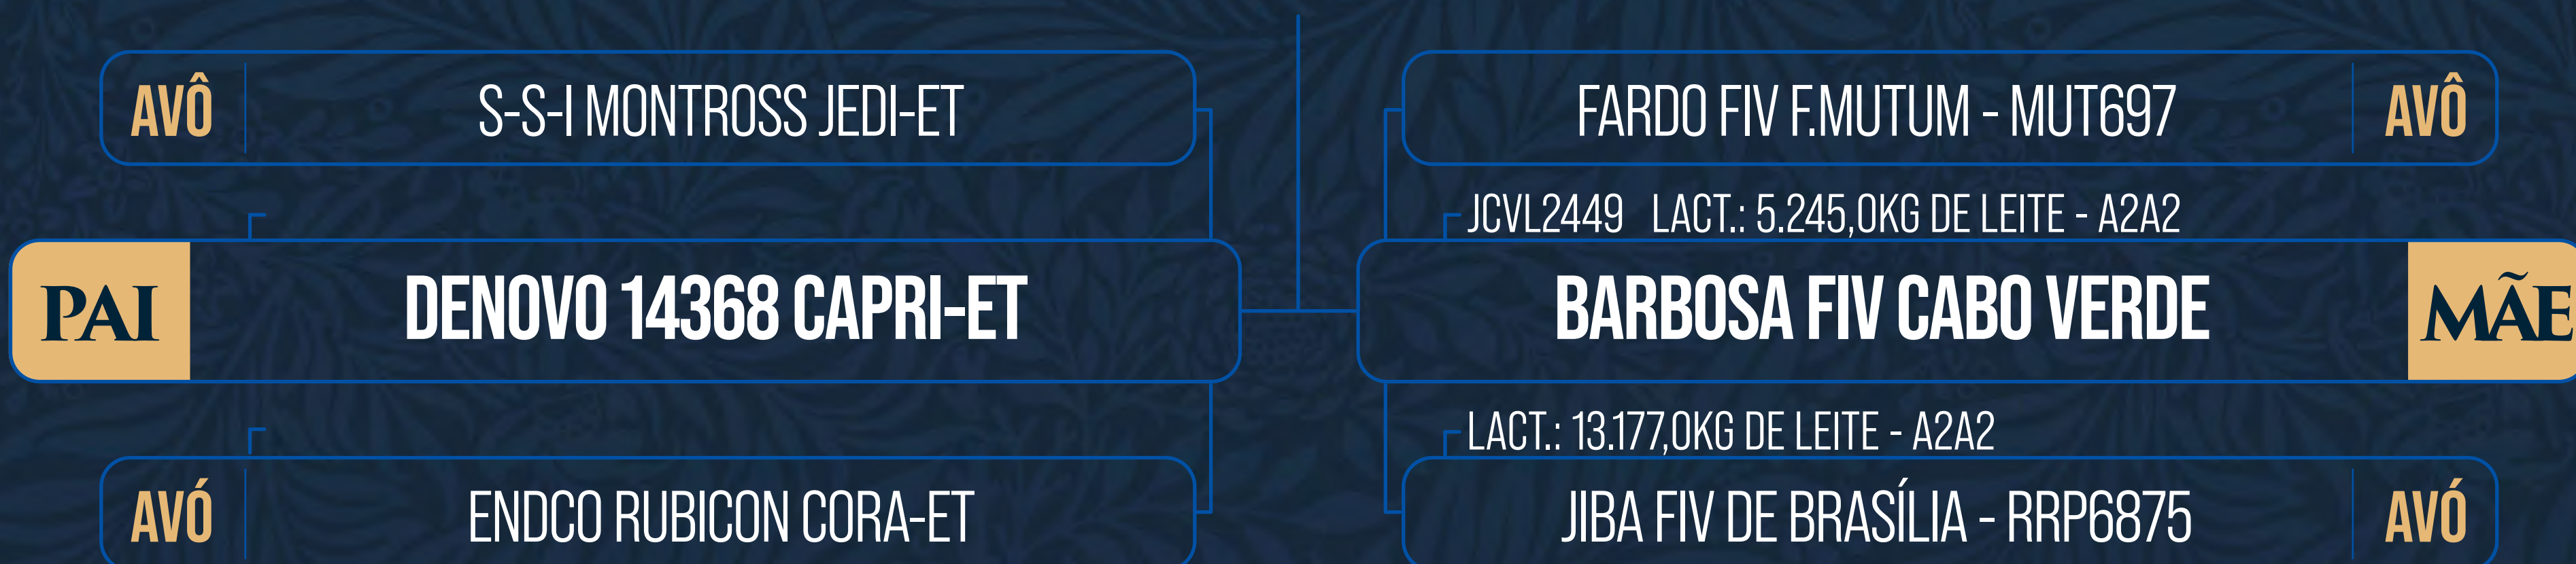 AVÔ S-S-I MONTROSS JEDI-ET
FARDO FIV F.MUTUM - MUT697 AVÔ
JCVL2449 LACT.: 5.245,0KG DE LEITE - A2A2
PAI DENOVO 14368 CAPRI-ET
BARBOSA FIV CABO VERDE MÃE
LACT.: 13.177,0KG DE LEITE - A2A2
AVÓ ENDCO RUBICON CORA-ET
JIBA FIV DE BRASÍLIA - RRP6875 AVÓ